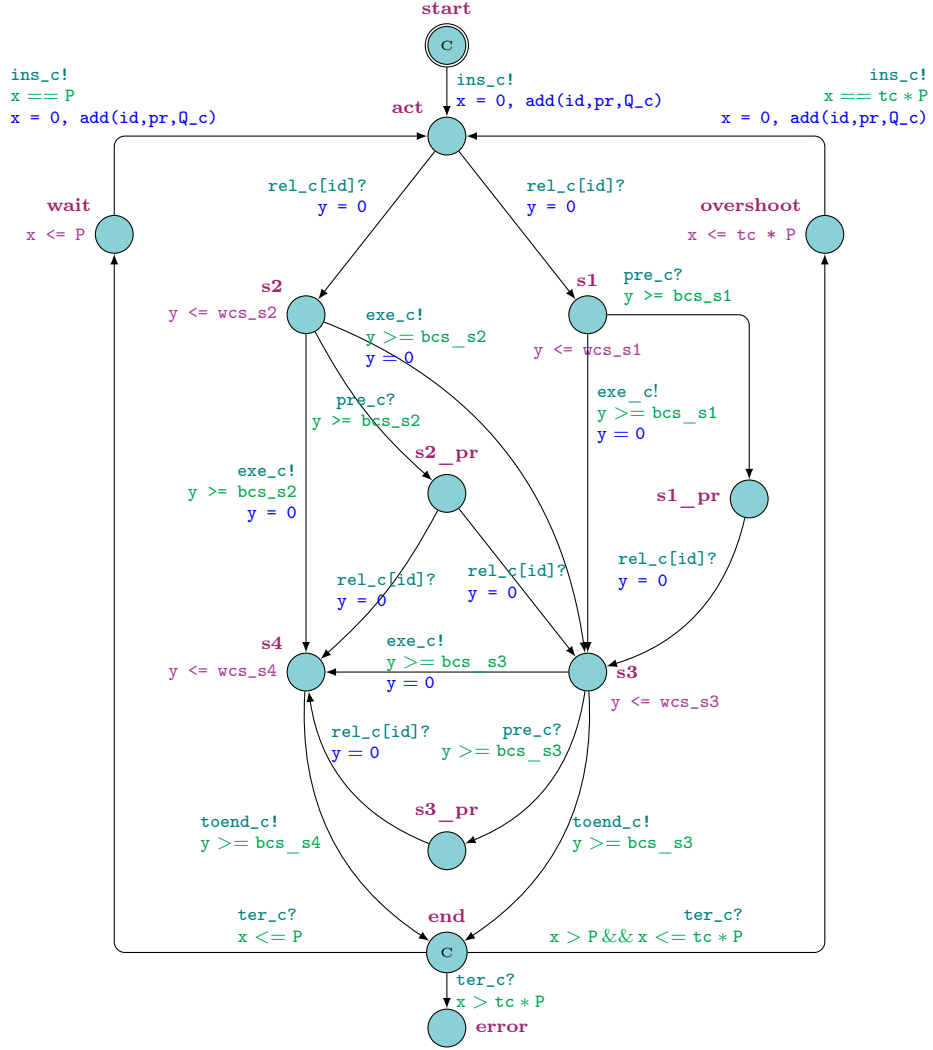 start
C
ins_c!
x == P
x = 0, add(id,pr,Q_c)
ins_c!
x = 0, add(id,pr,Q_c)
ins_c!
x == tc * P
x = 0, add(id,pr,Q_c)
act
rel_c[id]?
y = 0
rel_c[id]?
y = 0
wait
x <= P
overshoot
x <= tc * P
s2
y <= wcs_s2
s1
y <= wcs_s1
pre_c?
y >= bcs_s1
exe_c!
y >= bcs_s2
y = 0
pre_c?
y >= bcs_s2
exe_c!
y >= bcs_s1
y = 0
exe_c!
y >= bcs_s2
y = 0
s2_pr
s1_pr
rel_c[id]?
y = 0
rel_c[id]?
y = 0
rel_c[id]?
y = 0
s4
y <= wcs_s4
exe_c!
y >= bcs_s3
y = 0
s3
y <= wcs_s3
rel_c[id]?
y = 0
pre_c?
y >= bcs_s3
s3_pr
toend_c!
y >= bcs_s4
toend_c!
y >= bcs_s3
end
C
ter_c?
x <= P
ter_c?
x > P && x <= tc * P
ter_c?
x > tc * P
error